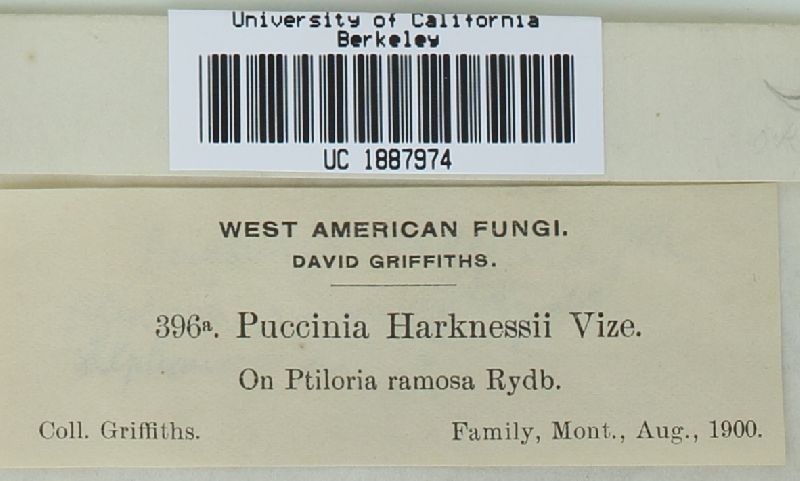 University of California
Berkeley
UC 1887974
WEST AMERICAN FUNGI.
DAVID GRIFFITHS.
396a. Puccinia Harknessii Vize.
On Ptiloria ramosa Rydb.
Coll. Griffiths. Family, Mont., Aug., 1900.